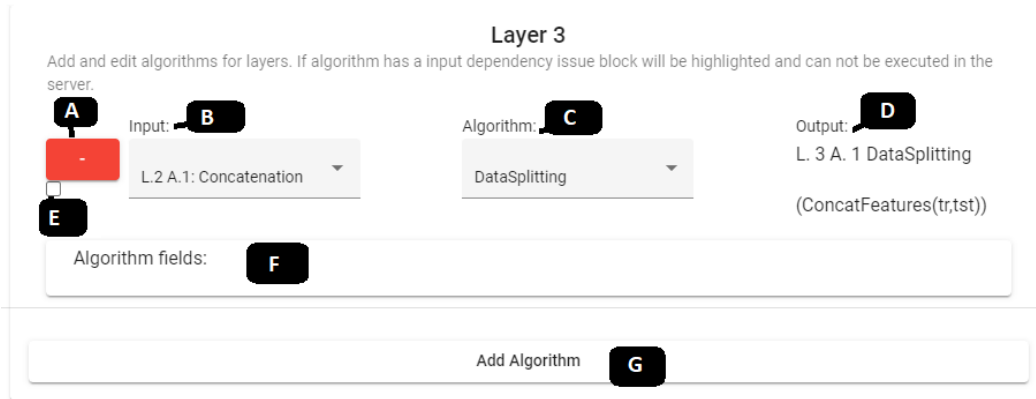 Layer 3
Add and edit algorithms for layers. If algorithm has a input dependency issue block will be highlighted and can not be executed in the
server.
A
Input: B
Algorithm: C
Output: D
-
L.2 A.1: Concatenation
DataSplitting
L. 3 A. 1 DataSplitting
(ConcatFeatures(tr,tst))
E
Algorithm fields: F
Add Algorithm G